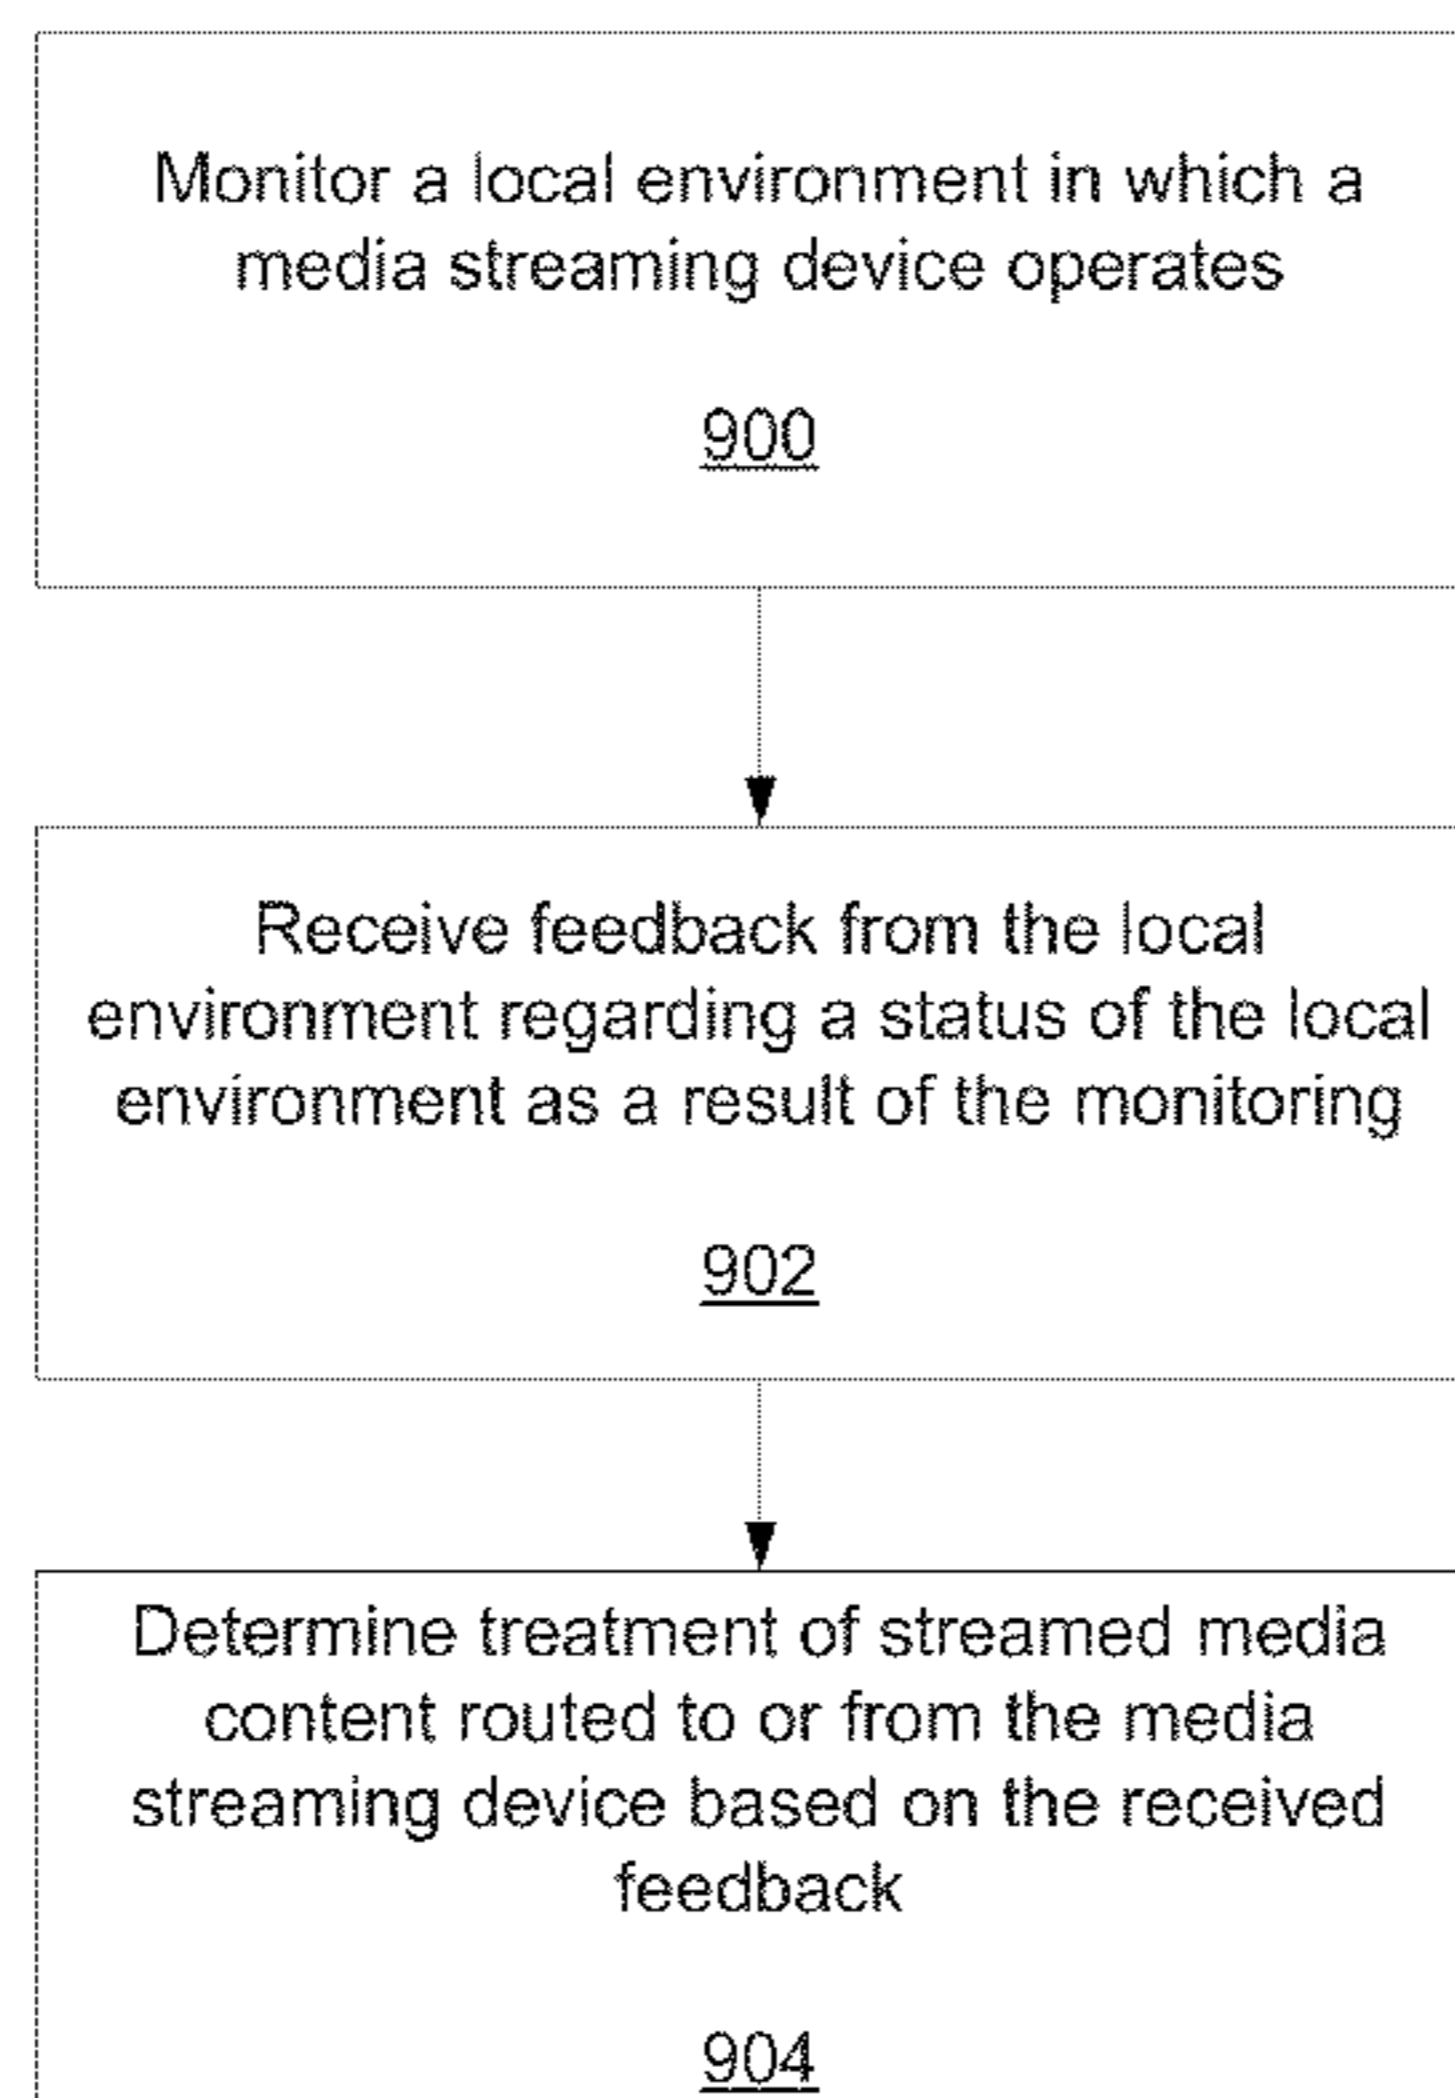 Monitor a local environment in which a
media streaming device operates
900
Receive feedback from the local
environment regarding a status of the local
environment as a result of the monitoring
902
Determine treatment of streamed media
content routed to or from the media
streaming device based on the received
feedback
904